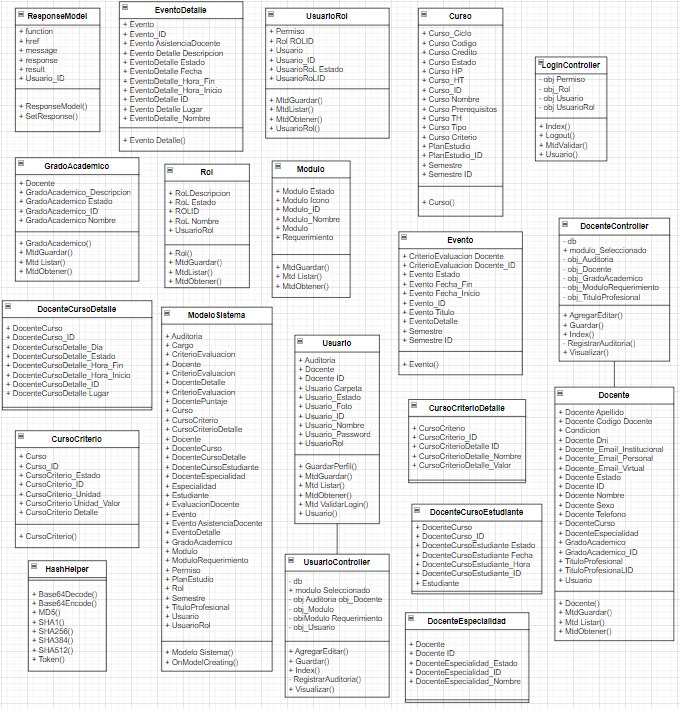 ResponseModel
+ function
+ href
+ message
+ response
+ result
+ Usuario_ID
+ ResponseModel()
+ SetResponse()
EventoDetalle
+ Evento
+ Evento_ID
+ Evento AsistenciaDocente
+ Evento Detalle Descripcion
+ EventoDetalle Estado
+ EventoDetalle Fecha
+ EventoDetalle_Hora_Fin
+ EventoDetalle_Hora_Inicio
+ EventoDetalle ID
+ EventoDetalle Lugar
+ EventoDetalle_Nombre
+ Evento Detalle()
UsuarioRol
+ Permiso
+ Rol ROLID
+ Usuario
+ Usuario_ID
+ UsuarioRoL Estado
+ UsuarioRoLID
+ MtdGuardar()
+ MtdListar()
+ MtdObtener()
+ UsuarioRol()
Curso
+ Curso_Ciclo
+ Curso Codigo
+ Curso Credito
+ Curso Estado
+ Curso HP
+ Curso_HT
+ Curso_ID
+ Curso Nombre
+ Curso Prerequisitos
+ Curso TH
+ Curso Tipo
+ Curso Criterio
+ PlanEstudio
+ PlanEstudio_ID
+ Semestre
+ Semestre ID
+ Curso()
LoginController
- obj Permiso
- obj_Rol
- obj Usuario
- obj UsuarioRol
+ Index()
+ Logout()
+ MtdValidar()
+ Usuario()
GradoAcademico
+ Docente
+ GradoAcademico_Descripcion
+ GradoAcademico Estado
+ GradoAcademico_ID
+ GradoAcademico Nombre
+ GradoAcademico()
+ MtdGuardar()
+ Mtd Listar()
+ MtdObtener()
Rol
+ RoLDescripcion
+ RoL Estado
+ ROLID
+ RoL Nombre
+ UsuarioRol
+ Rol()
+ MtdGuardar()
+ MtdListar()
+ MtdObtener()
Modulo
+ Modulo Estado
+ Modulo Icono
+ Modulo_ID
+ Modulo_Nombre
+ Modulo
+ Requerimiento
+ MtdGuardar()
+ Mtd Listar()
+ MtdObtener()
Evento
+ CriterioEvaluacion Docente
+ CriterioEvaluacion Docente_ID
+ Evento Estado
+ Evento Fecha_Fin
+ Evento Fecha_Inicio
+ Evento_ID
+ Evento Titulo
+ EventoDetalle
+ Semestre
+ Semestre ID
+ Evento()
DocenteController
- db
+ modulo_Seleccionado
- obj_Auditoria
- obj_Docente
- obj_GradoAcademico
- obj_ModuloRequerimiento
- obj_TituloProfesional
+ AgregarEditar()
+ Guardar()
+ Index()
- RegistrarAuditoria()
+ Visualizar()
DocenteCursoDetalle
+ DocenteCurso
+ DocenteCurso_ID
+ DocenteCursoDetalle_Dia
+ DocenteCursoDetalle_Estado
+ DocenteCursoDetalle_Hora_Fin
+ DocenteCursoDetalle_Hora_Inicio
+ DocenteCursoDetalle_ID
+ DocenteCursoDetalle Lugar
ModeloSistema
+ Auditoria
+ Cargo
+ CriterioEvaluacion
+ Docente
+ CriterioEvaluacion
+ DocenteDetalle
+ CriterioEvaluacion
+ DocentePuntaje
+ Curso
+ CursoCriterio
+ CursoCriterioDetalle
+ Docente
+ DocenteCurso
+ DocenteCursoDetalle
+ DocenteCursoEstudiante
+ DocenteEspecialidad
+ Especialidad
+ Estudiante
+ EvaluacionDocente
+ Evento
+ Evento AsistenciaDocente
+ EventoDetalle
+ GradoAcademico
+ Modulo
+ ModuloRequerimiento
+ Permiso
+ PlanEstudio
+ Rol
+ Semestre
+ TituloProfesional
+ Usuario
+ UsuarioRol
+ Modelo Sistema()
+ OnModelCreating()
Usuario
+ Auditoria
+ Docente
+ Docente ID
+ Usuario Carpeta
+ Usuario_Estado
+ Usuario_Foto
+ Usuario_ID
+ Usuario_Nombre
+ Usuario_Password
+ UsuarioRol
+ GuardarPerfil()
+ MtdGuardar()
+ Mtd Listar()
+ MtdObtener()
+ Mtd ValidarLogin()
+ Usuario()
CursoCriterioDetalle
+ CursoCriterio
+ CursoCriterio_ID
+ CursoCriterioDetalle ID
+ CursoCriterioDetalle_Nombre
+ CursoCriterioDetalle_Valor
Docente
+ Docente Apellido
+ Docente Codigo Docente
+ Condicion
+ Docente Dni
+ Docente_Email_Institucional
+ Docente_Email_Personal
+ Docente_Email_Virtual
+ Docente Estado
+ Docente ID
+ Docente Nombre
+ Docente Sexo
+ Docente Telefono
+ DocenteCurso
+ DocenteEspecialidad
+ GradoAcademico
+ GradoAcademico_ID
+ TituloProfesional
+ TituloProfesionaLID
+ Usuario
+ Docente()
+ MtdGuardar()
+ Mtd Listar()
+ MtdObtener()
CursoCriterio
+ Curso
+ Curso_ID
+ CursoCriterio_Estado
+ CursoCriterio_ID
+ CursoCriterio_Unidad
+ CursoCriterio Unidad_Valor
+ CursoCriterio Detalle
+ CursoCriterio()
DocenteCursoEstudiante
+ DocenteCurso
+ DocenteCurso_ID
+ DocenteCursoEstudiante Estado
+ DocenteCursoEstudiante Fecha
+ DocenteCursoEstudiante_Hora
+ DocenteCursoEstudiante_ID
+ Estudiante
HashHelper
+ Base64Decode()
+ Base64Encode()
+ MD5()
+ SHA1()
+ SHA256()
+ SHA384()
+ SHA512()
+ Token()
UsuarioController
- db
+ modulo Seleccionado
- obj Auditoria obj_Docente
- obj_Modulo
- obiModulo Requerimiento
- obj_Usuario
+ AgregarEditar()
+ Guardar()
+ Index()
- RegistrarAuditoria()
+ Visualizar()
DocenteEspecialidad
+ Docente
+ Docente ID
+ DocenteEspecialidad_Estado
+ DocenteEspecialidad_ID
+ DocenteEspecialidad_Nombre